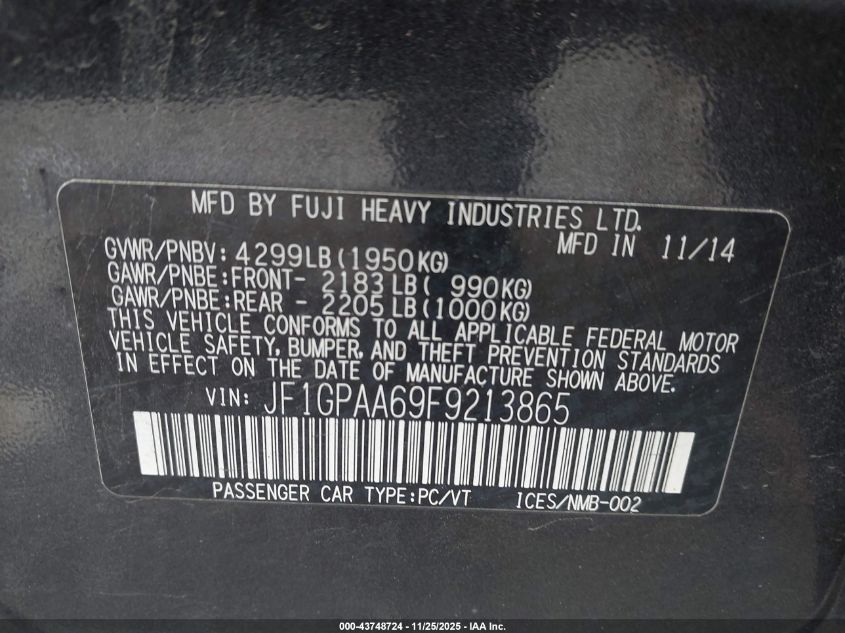 MFD BY FUJI HEAVY INDUSTRIES LTD.
MFD IN 11/14
GVWR/PNBV: 4299LB(1950KG)
GAWR/PNBE:FRONT- 2183LB( 990KG)
GAWR/PNBE:REAR - 2205LB(1000KG)
THIS VEHICLE CONFORMS TO ALL APPLICABLE FEDERAL MOTOR
VEHICLE SAFETY, BUMPER, AND THEFT PREVENTION STANDARDS
IN EFFECT ON THE DATE OF MANUFACTURE SHOWN ABOVE.
VIN: JF1GPAA69F9213865
PASSENGER CAR TYPE:PC/VT ICES/NMB-002
000-43748724 - 11/25/2025 - IAA Inc.